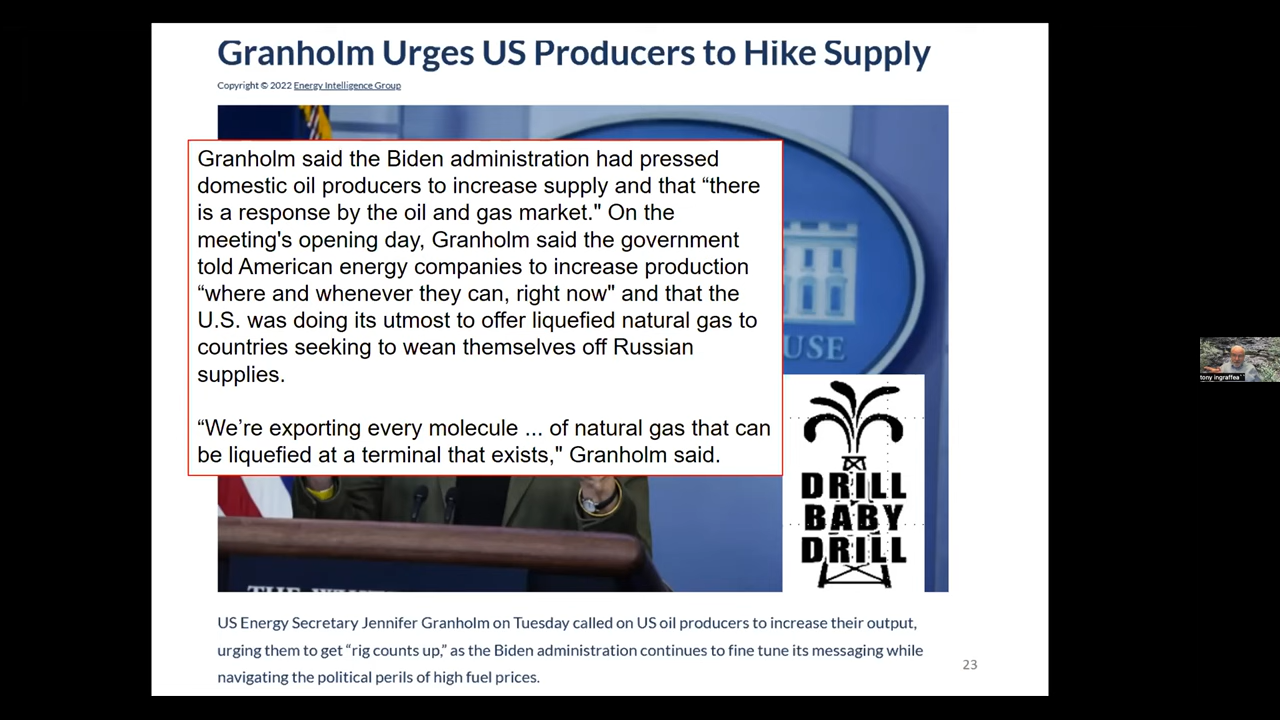 Granholm Urges US Producers to Hike Supply
Copyright © 2022 Energy Intelligence Group
Granholm said the Biden administration had pressed
domestic oil producers to increase supply and that “there
is a response by the oil and gas market." On the
meeting's opening day, Granholm said the government
told American energy companies to increase production
“where and whenever they can, right now" and that the
U.S. was doing its utmost to offer liquefied natural gas to
countries seeking to wean themselves off Russian
supplies.
“We’re exporting every molecule ... of natural gas that can
be liquefied at a terminal that exists," Granholm said.
USE
DRILL
BABY
DRILL
THE WHIT
US Energy Secretary Jennifer Granholm on Tuesday called on US oil producers to increase their output,
urging them to get “rig counts up,” as the Biden administration continues to fine tune its messaging while
navigating the political perils of high fuel prices.
23
tony ingraffea